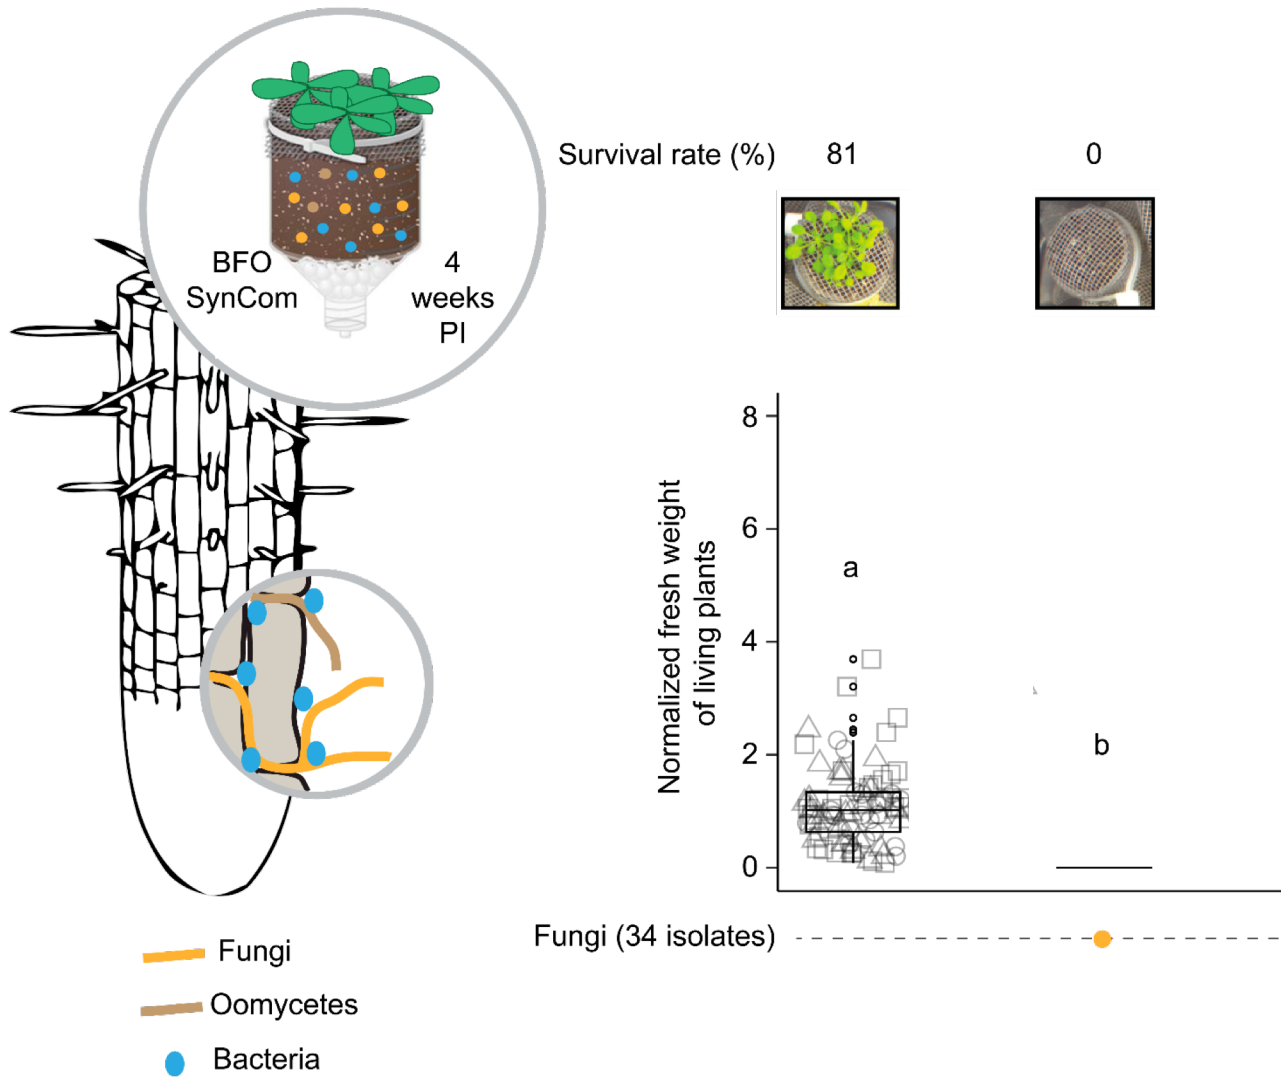 BFO
SynCom
4
weeks
PI
Survival rate (%) 81 0
Normalized fresh weight
of living plants
8
6
4
2
0
a
b
Fungi (34 isolates)
Fungi
Oomycetes
Bacteria